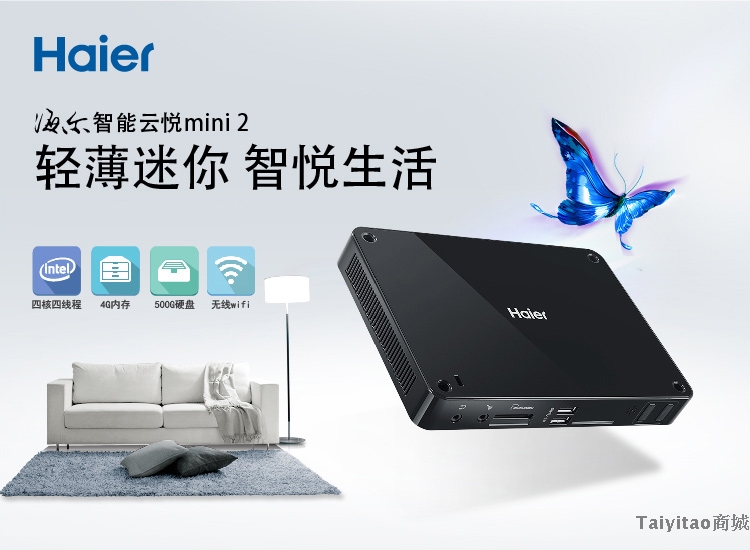 Haier
海尔智能云悦mini 2
轻薄迷你 智悦生活
intel
四核四线程
4G内存
500G硬盘
无线wifi
Haier
Taiyitao商城